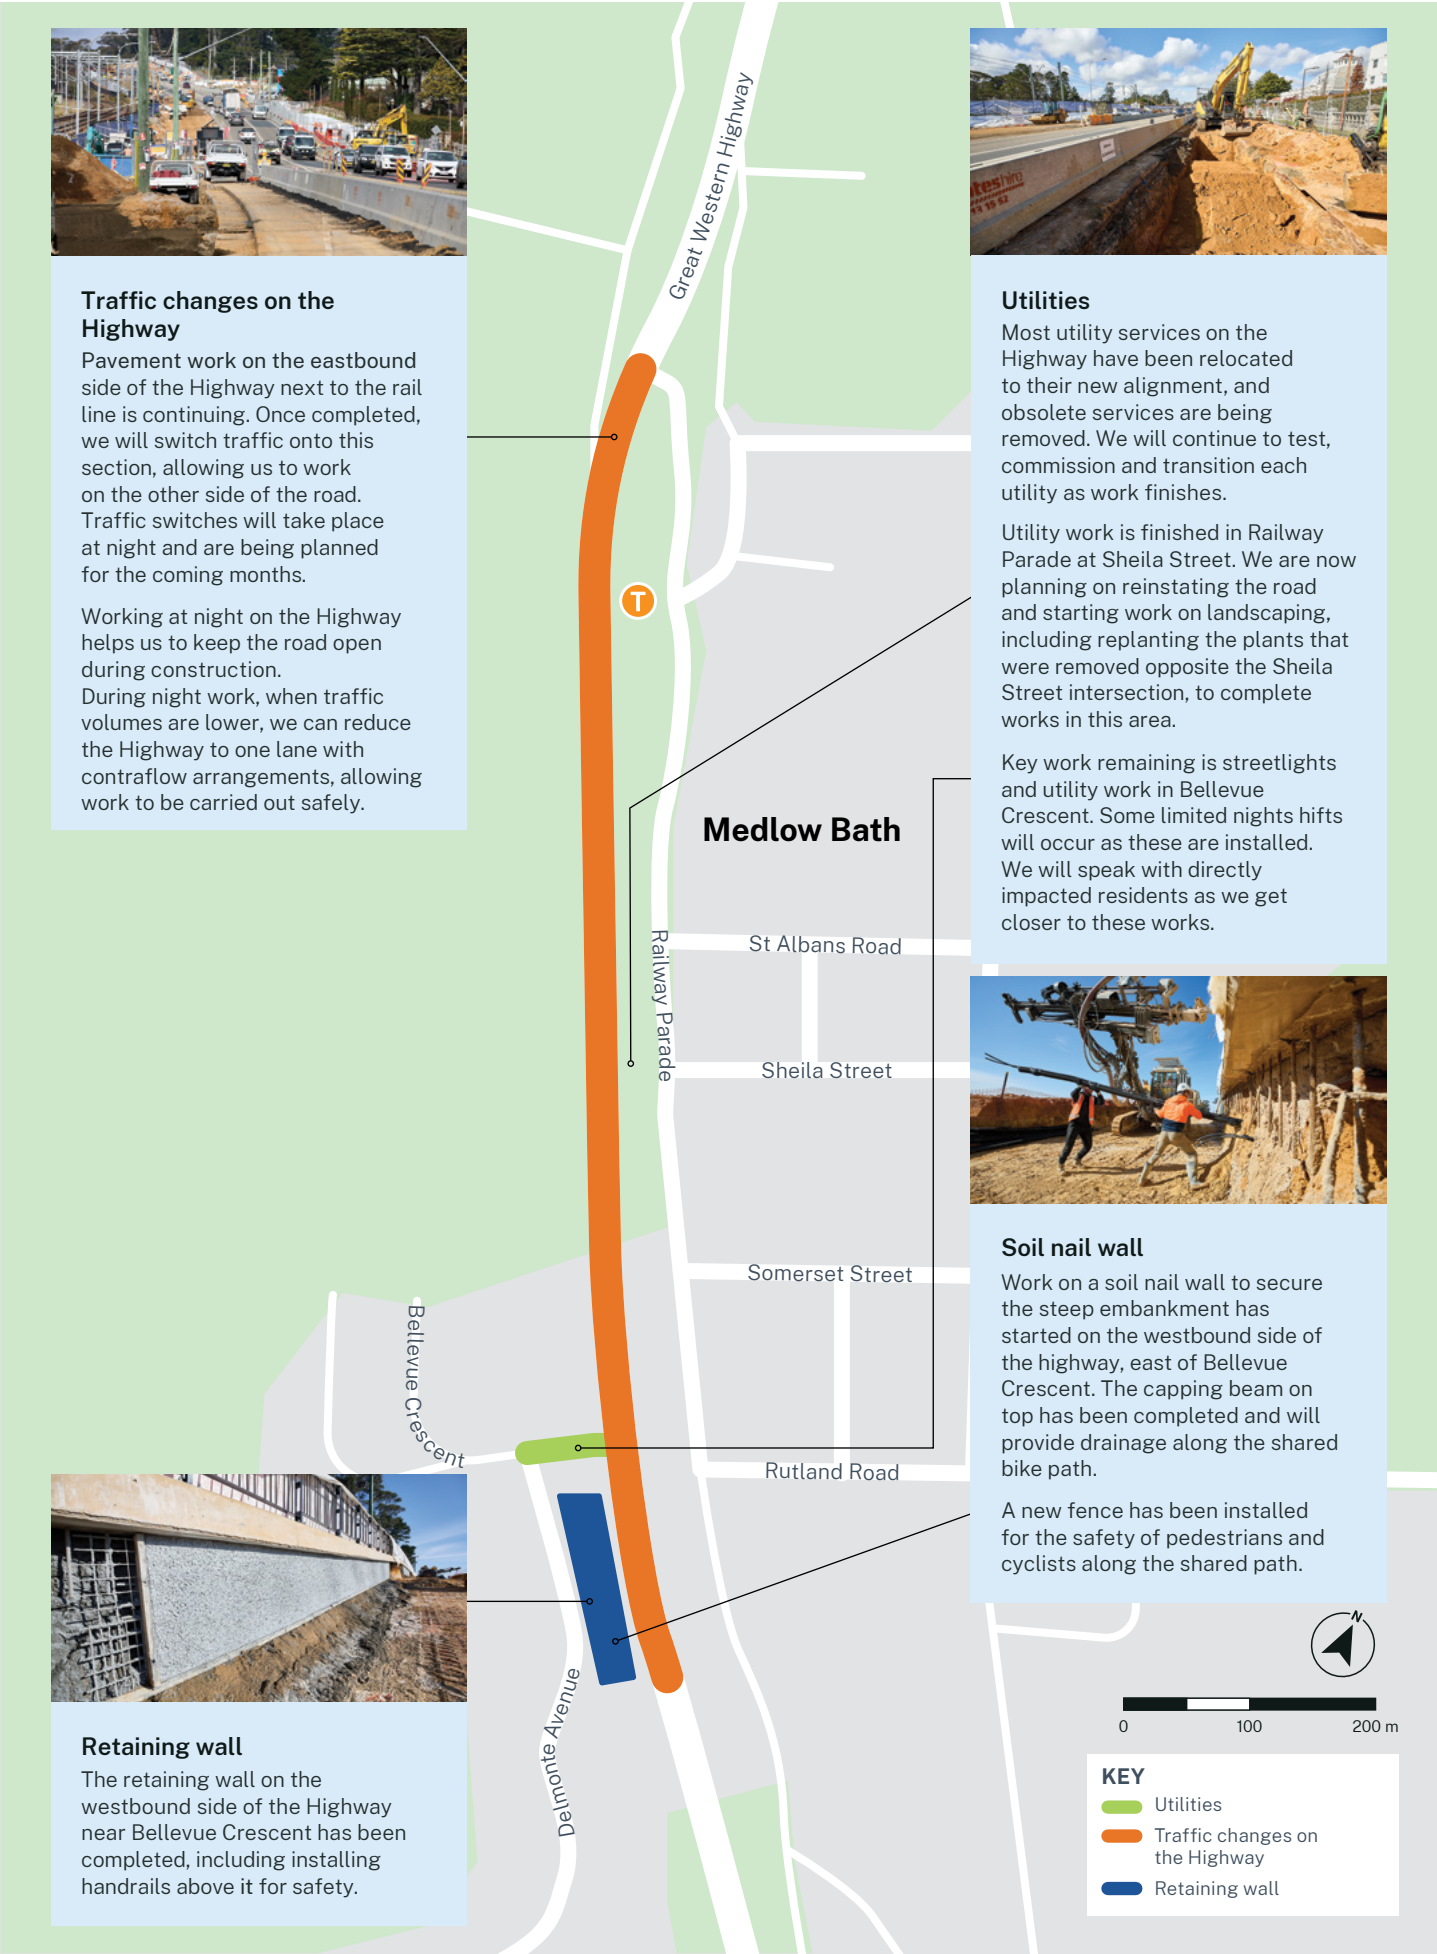 Traffic changes on the
Highway
Pavement work on the eastbound
side of the Highway next to the rail
line is continuing. Once completed,
we will switch traffic onto this
section, allowing us to work
on the other side of the road.
Traffic switches will take place
at night and are being planned
for the coming months.
Working at night on the Highway
helps us to keep the road open
during construction.
During night work, when traffic
volumes are lower, we can reduce
the Highway to one lane with
contraflow arrangements, allowing
work to be carried out safely.
Great Western Highway
T
Medlow Bath
Railway Parade
St Albans Road
Sheila Street
Somerset Street
Rutland Road
Bellevue Crescent
Delmonte Avenue
Utilities
Most utility services on the
Highway have been relocated
to their new alignment, and
obsolete services are being
removed. We will continue to test,
commission and transition each
utility as work finishes.
Utility work is finished in Railway
Parade at Sheila Street. We are now
planning on reinstating the road
and starting work on landscaping,
including replanting the plants that
were removed opposite the Sheila
Street intersection, to complete
works in this area.
Key work remaining is streetlights
and utility work in Bellevue
Crescent. Some limited nights hifts
will occur as these are installed.
We will speak with directly
impacted residents as we get
closer to these works.
Soil nail wall
Work on a soil nail wall to secure
the steep embankment has
started on the westbound side of
the highway, east of Bellevue
Crescent. The capping beam on
top has been completed and will
provide drainage along the shared
bike path.
A new fence has been installed
for the safety of pedestrians and
cyclists along the shared path.
Retaining wall
The retaining wall on the
westbound side of the Highway
near Bellevue Crescent has been
completed, including installing
handrails above it for safety.
N
0 100 200 m
KEY
Utilities
Traffic changes on
the Highway
Retaining wall